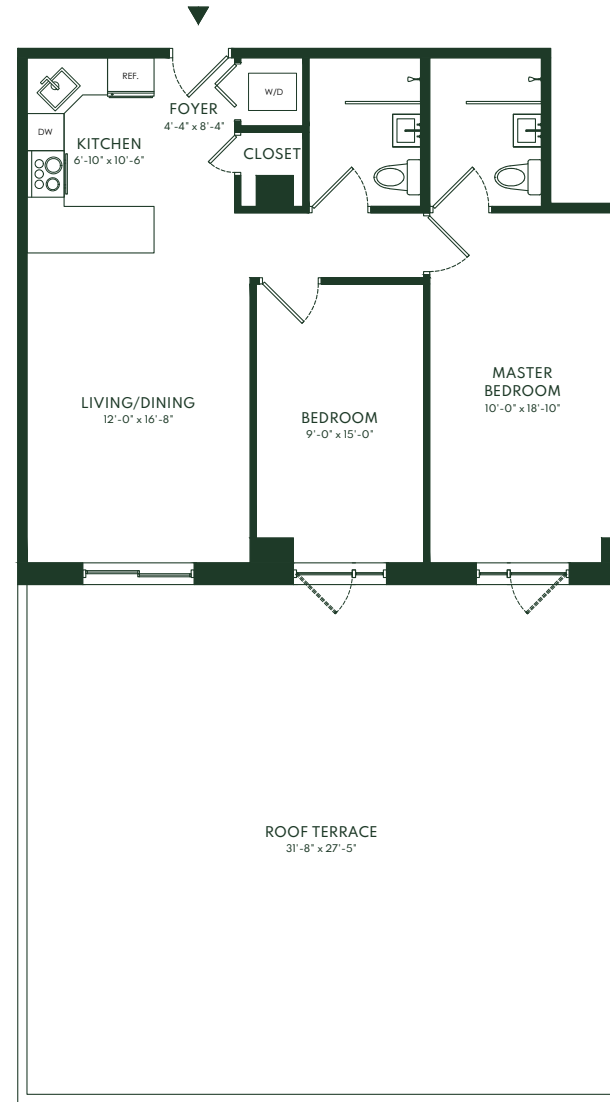 REF.
W/D
FOYER
4'-4" x 8'-4"
DW
KITCHEN
6'-10" x 10'-6"
CLOSET
MASTER
BEDROOM
10'-0" x 18'-10"
LIVING/DINING
12'-0" x 16'-8"
BEDROOM
9'-0" x 15'-0"
ROOF TERRACE
31'-8" x 27'-5"